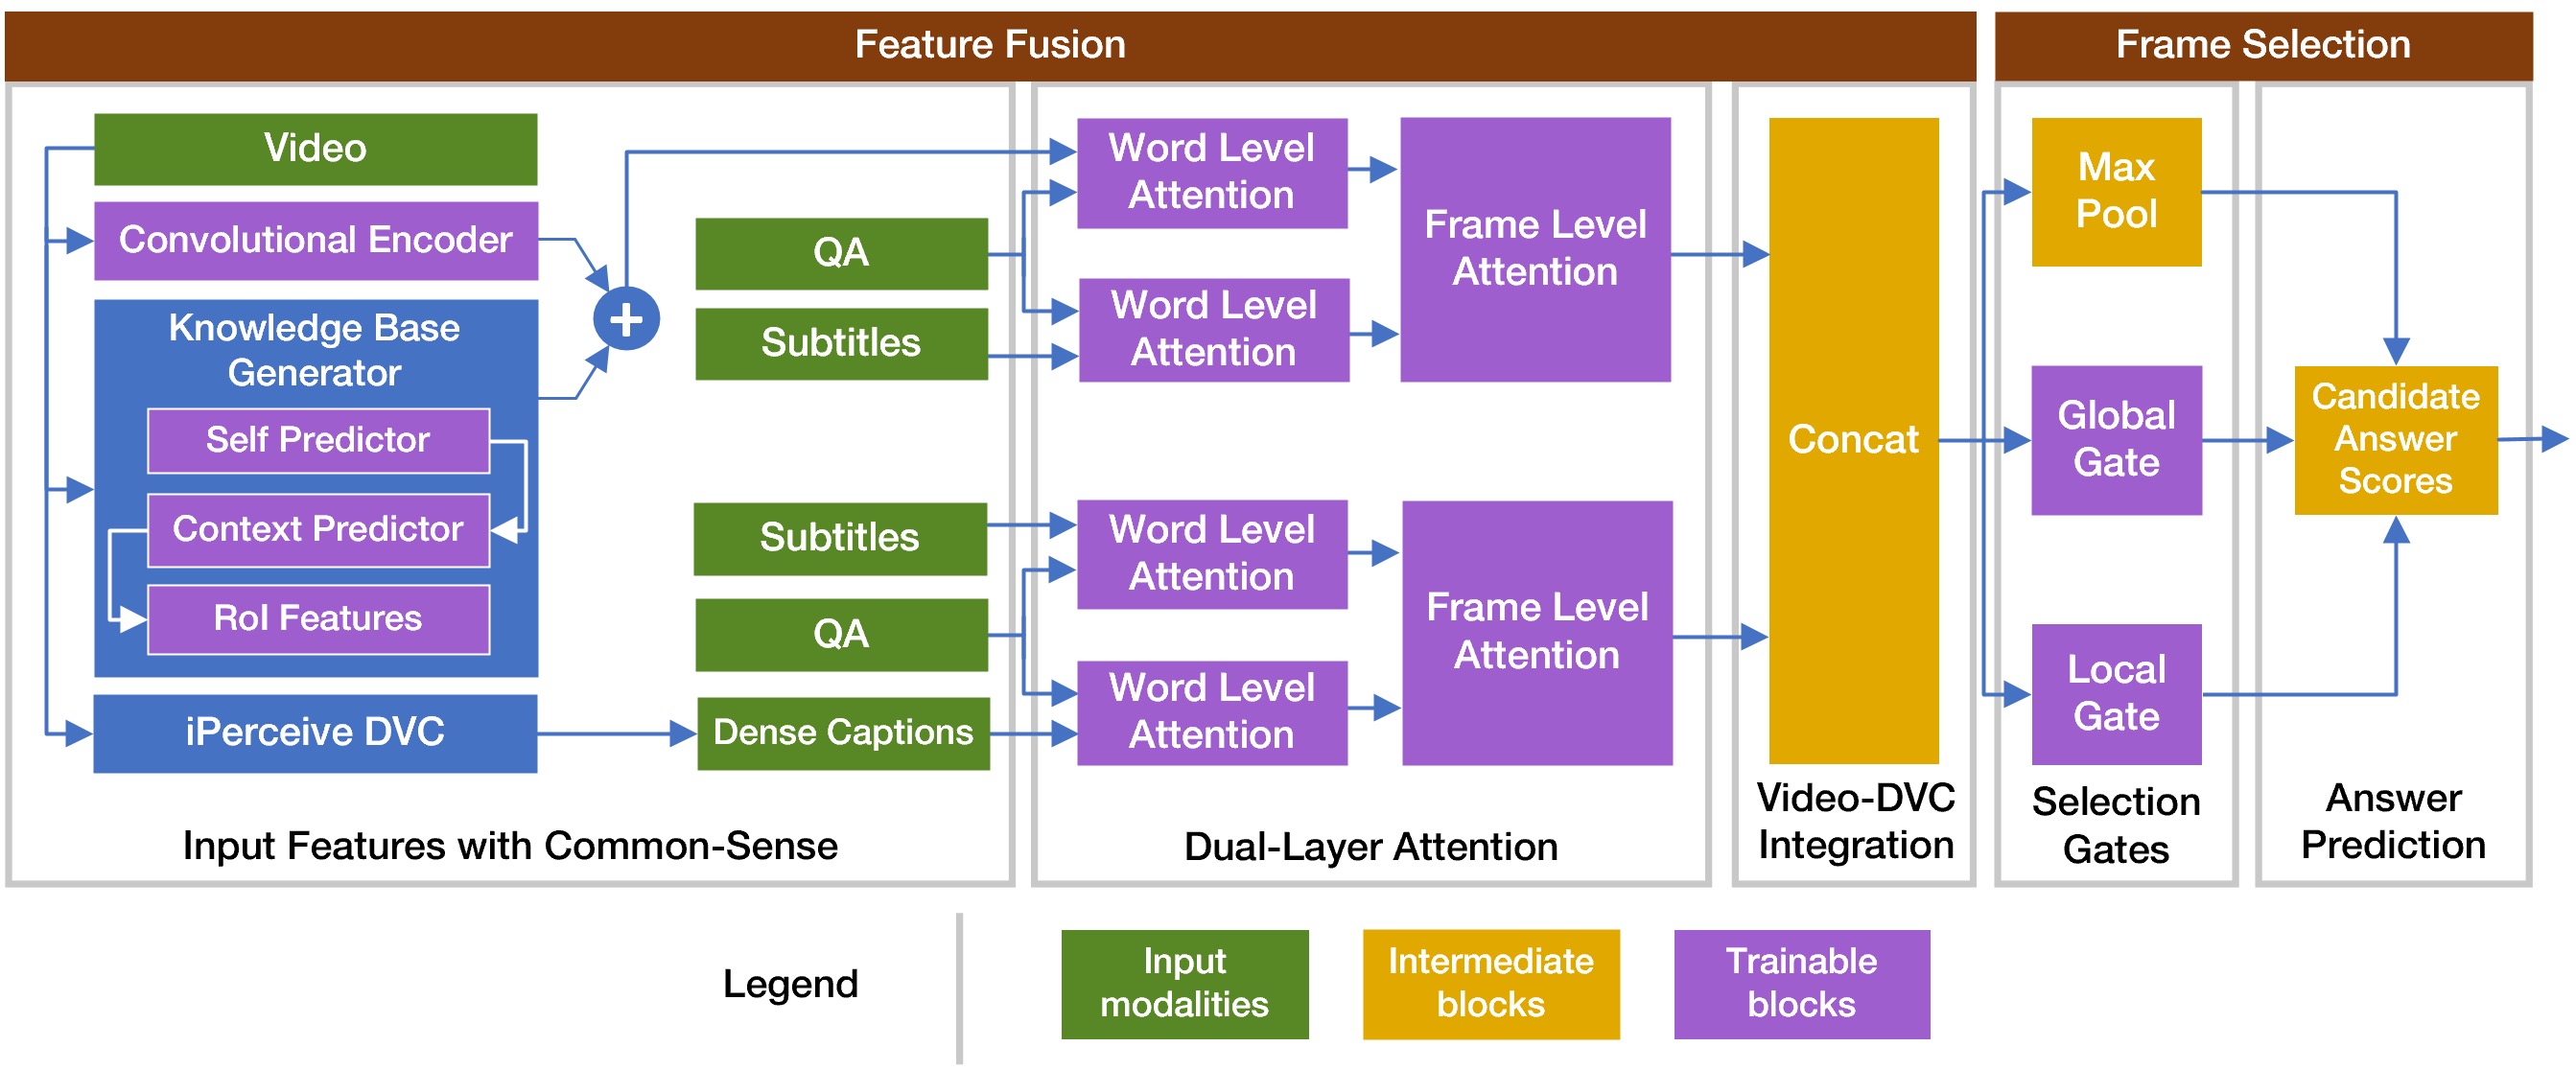 Feature Fusion
Frame Selection
Video
Convolutional Encoder
Knowledge Base
Generator
Self Predictor
Context Predictor
RoI Features
iPerceive DVC
+
QA
Subtitles
Subtitles
QA
Dense Captions
Input Features with Common-Sense
Word Level
Attention
Word Level
Attention
Frame Level
Attention
Word Level
Attention
Word Level
Attention
Frame Level
Attention
Dual-Layer Attention
Concat
Video-DVC
Integration
Max
Pool
Global
Gate
Local
Gate
Selection
Gates
Candidate
Answer
Scores
Answer
Prediction
Legend
Input
modalities
Intermediate
blocks
Trainable
blocks